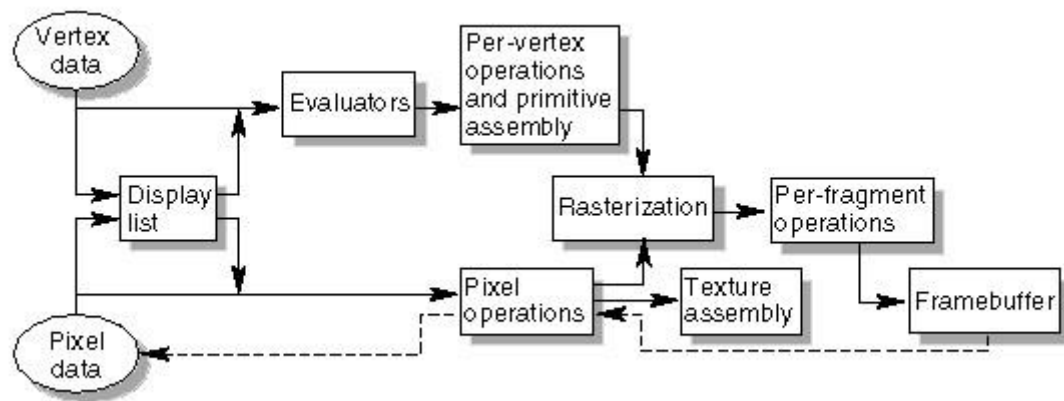 Vertex
data
Evaluators
Per-vertex
operations
and primitive
assembly
Display
list
Rasterization
Per-fragment
operations
Pixel
operations
Texture
assembly
Framebuffer
Pixel
data